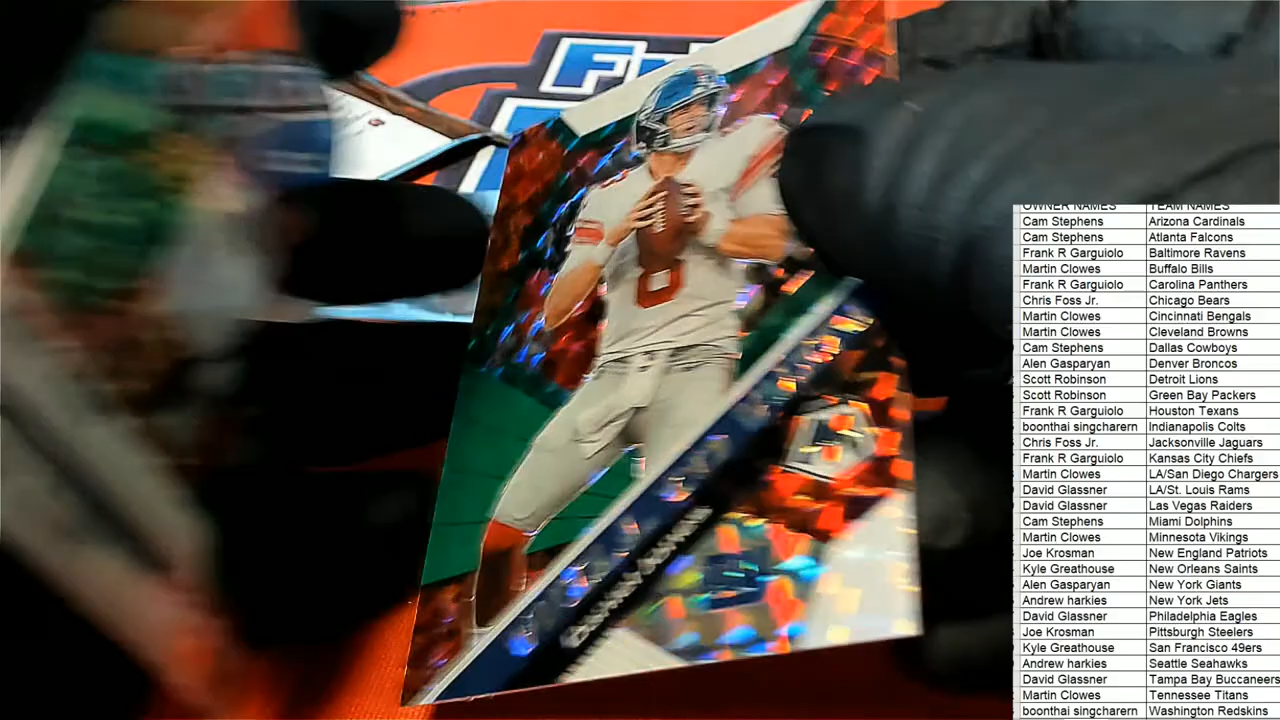 OWNER NAMES TEAM NAMES
Cam Stephens Arizona Cardinals
Cam Stephens Atlanta Falcons
Frank R Garguiolo Baltimore Ravens
Martin Clowes Buffalo Bills
Frank R Garguiolo Carolina Panthers
Chris Foss Jr. Chicago Bears
Martin Clowes Cincinnati Bengals
Martin Clowes Cleveland Browns
Cam Stephens Dallas Cowboys
Alen Gasparyan Denver Broncos
Scott Robinson Detroit Lions
Scott Robinson Green Bay Packers
Frank R Garguiolo Houston Texans
boonthai singcharern Indianapolis Colts
Chris Foss Jr. Jacksonville Jaguars
Frank R Garguiolo Kansas City Chiefs
Martin Clowes LA/San Diego Chargers
David Glassner LA/St. Louis Rams
David Glassner Las Vegas Raiders
Cam Stephens Miami Dolphins
Martin Clowes Minnesota Vikings
Joe Krosman New England Patriots
Kyle Greathouse New Orleans Saints
Alen Gasparyan New York Giants
Andrew harkies New York Jets
David Glassner Philadelphia Eagles
Joe Krosman Pittsburgh Steelers
Kyle Greathouse San Francisco 49ers
Andrew harkies Seattle Seahawks
David Glassner Tampa Bay Buccaneers
Martin Clowes Tennessee Titans
boonthai singcharern Washington Redskins
8